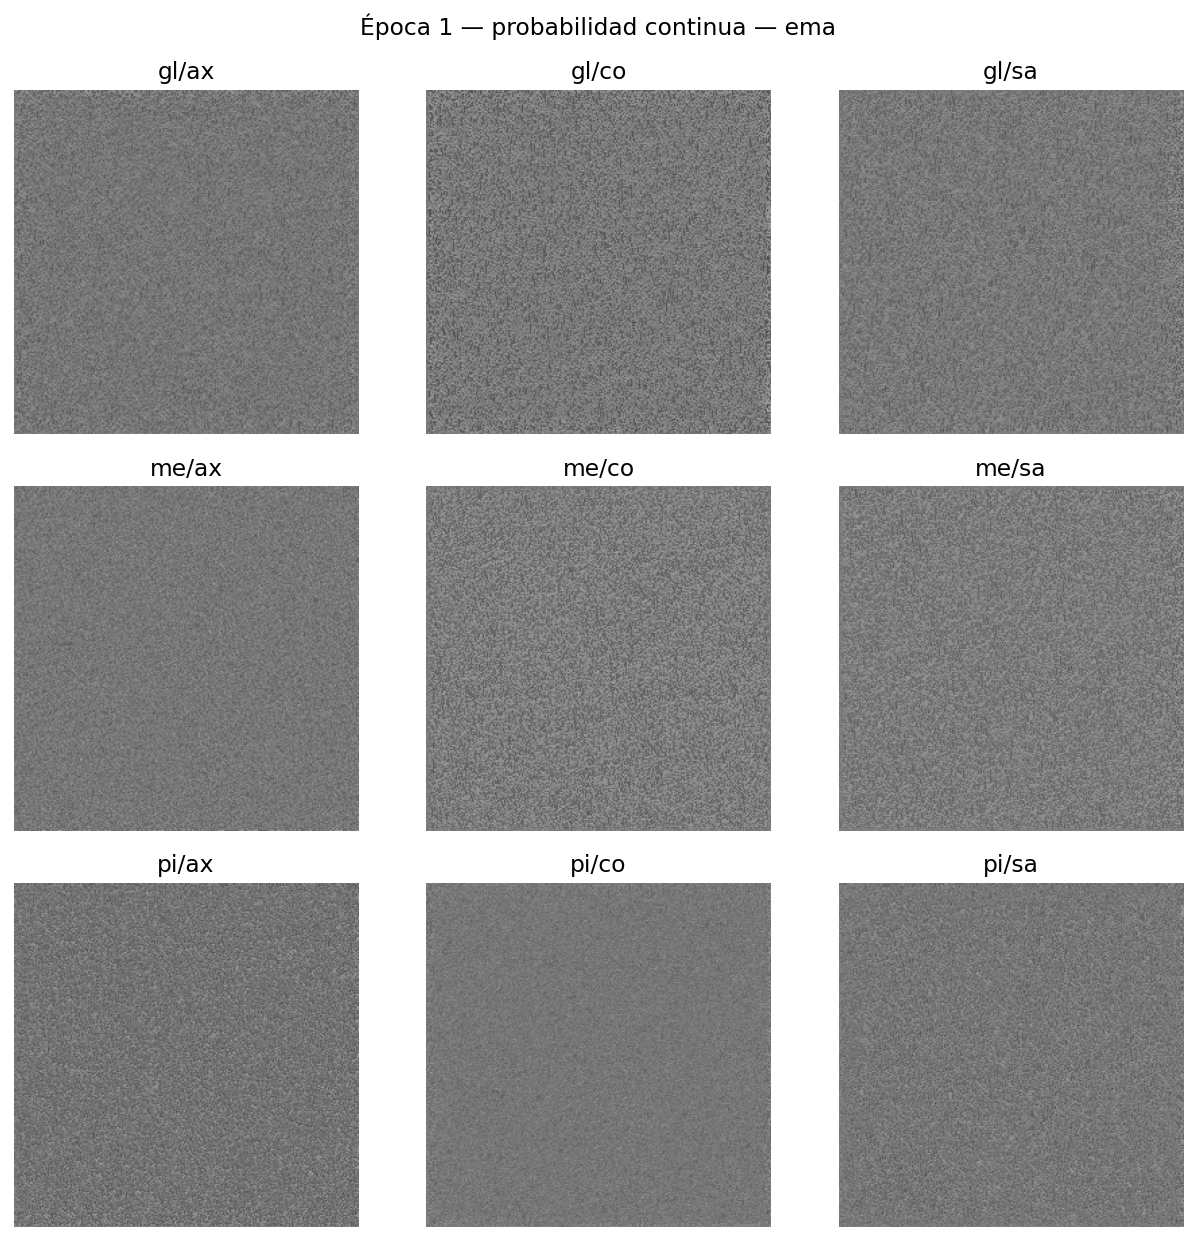 Época 1 — probabilidad continua — ema
gl/ax gl/co gl/sa
me/ax me/co me/sa
pi/ax pi/co pi/sa